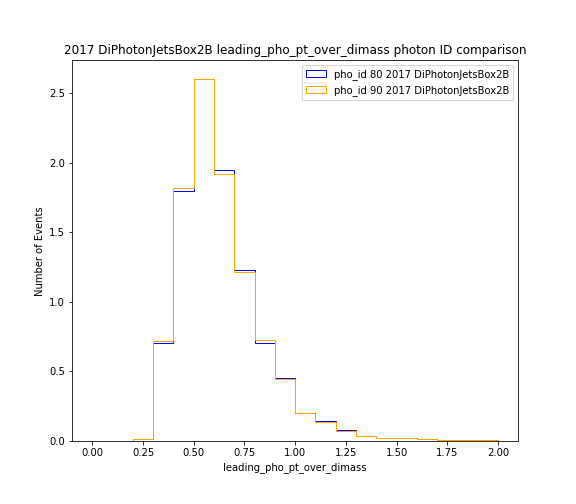 2017 DiPhotonJetsBox2B leading_pho_pt_over_dimass photon ID comparison
pho_id 80 2017 DiPhotonJetsBox2B
pho_id 90 2017 DiPhotonJetsBox2B
Number of Events
2.5
2.0
1.5
1.0
0.5
0.0
0.00 0.25 0.50 0.75 1.00 1.25 1.50 1.75 2.00
leading_pho_pt_over_dimass